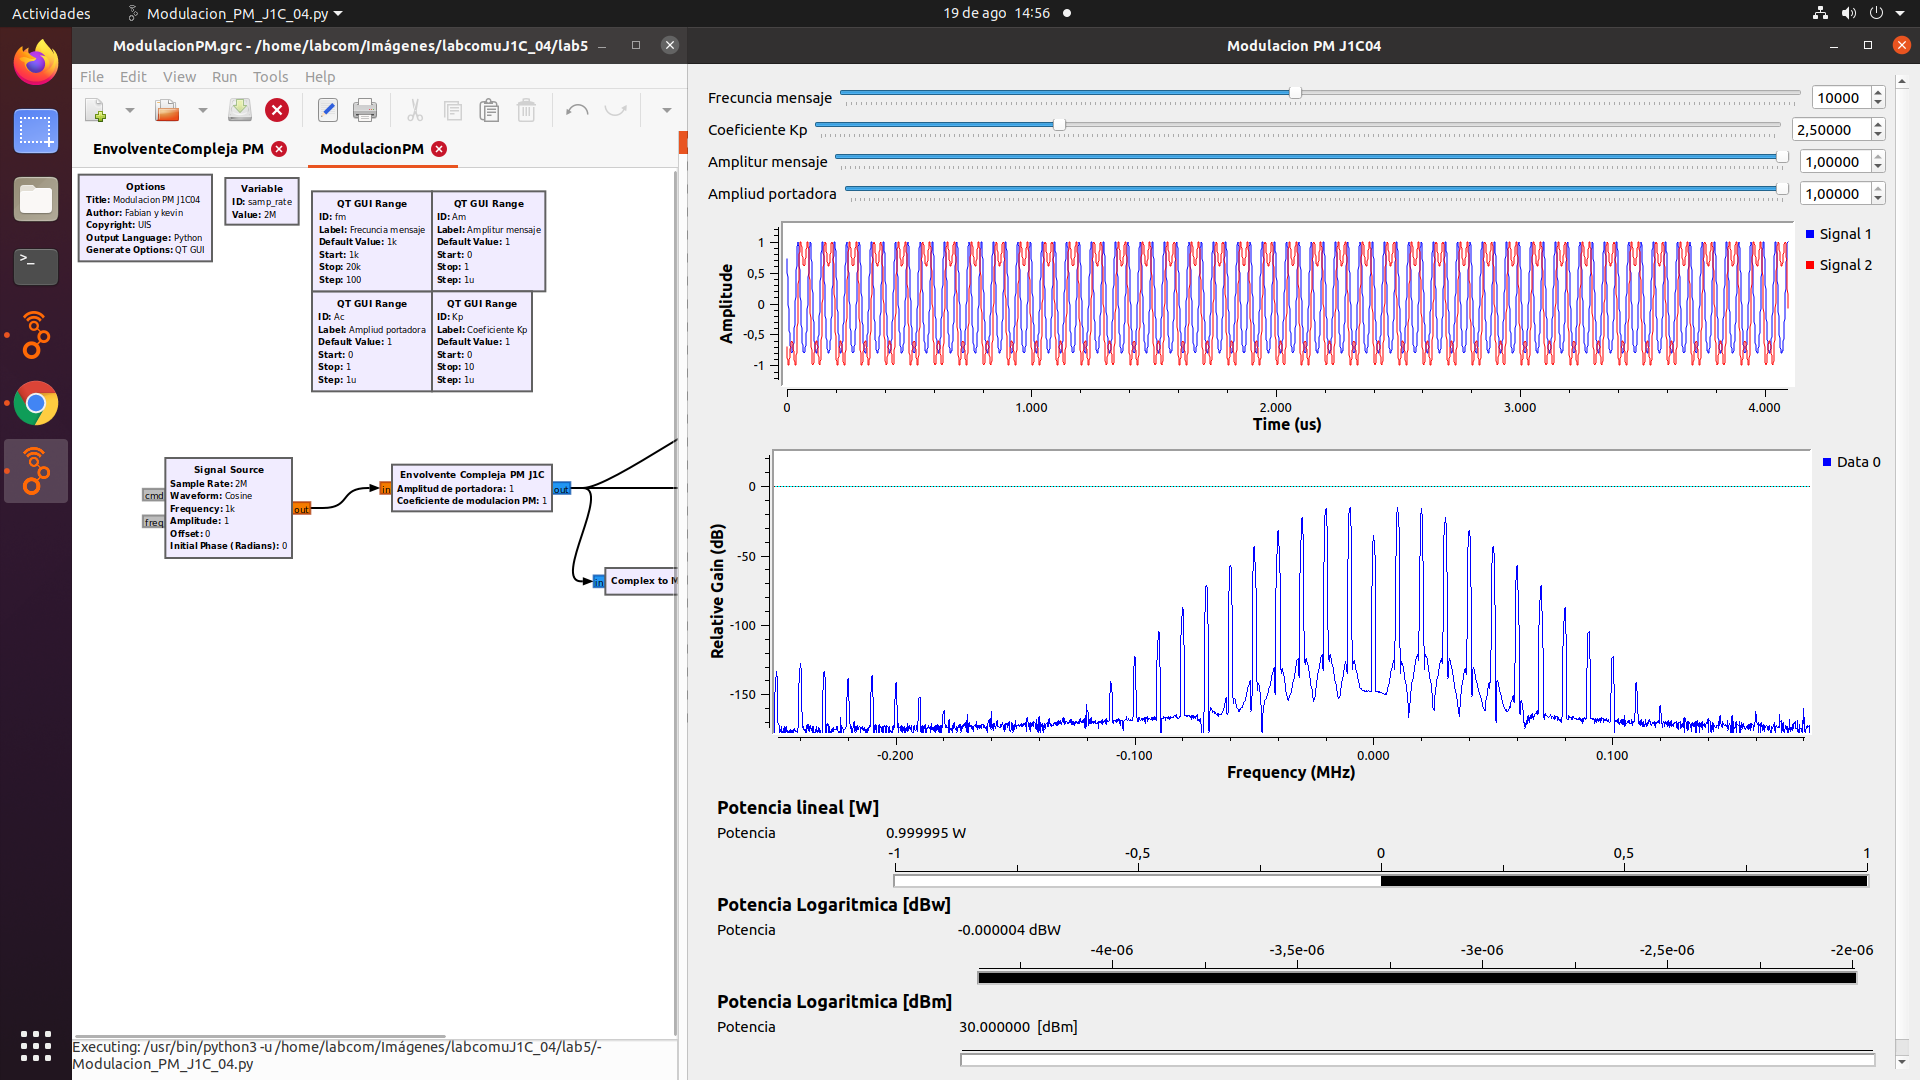 Actividades
Modulacion_PM_J1C_04.py
19 de ago 14:56
ModulacionPM.grc - /home/labcom/Imágenes/labcomuJ1C_04/lab5
Modulacion PM J1C04
File Edit View Run Tools Help
EnvolventeCompleja PM
ModulacionPM
Options
Title: Modulacion PM J1C04
Author: Fabian y kevin
Copyright: UIS
Output Language: Python
Generate Options: QT GUI
Variable
ID: samp_rate
Value: 2M
QT GUI Range
ID: fm
Label: Frecuncia mensaje
Default Value: 1k
Start: 1k
Stop: 20k
Step: 100
QT GUI Range
ID: Am
Label: Amplitur mensaje
Default Value: 1
Start: 0
Stop: 1
Step: 1u
QT GUI Range
ID: Ac
Label: Ampliud portadora
Default Value: 1
Start: 0
Stop: 1
Step: 1u
QT GUI Range
ID: Kp
Label: Coeficiente Kp
Default Value: 1
Start: 0
Stop: 10
Step: 1u
cmd
freq
Signal Source
Sample Rate: 2M
Waveform: Cosine
Frequency: 1k
Amplitude: 1
Offset: 0
Initial Phase (Radians): 0
out
in
Envolvente Compleja PM J1C
Amplitud de portadora: 1
Coeficiente de modulacion PM: 1
out
in
Complex to M
Executing: /usr/bin/python3 -u /home/labcom/Imágenes/labcomuJ1C_04/lab5/-
Modulacion_PM_J1C_04.py
Frecuncia mensaje 10000
Coeficiente Kp 2,50000
Amplitur mensaje 1,00000
Ampliud portadora 1,00000
Amplitude
1
0,5
0
-0,5
-1
0 1.000 2.000 3.000 4.000
Time (us)
Signal 1
Signal 2
Relative Gain (dB)
0
-50
-100
-150
-0.200 -0.100 0.000 0.100
Frequency (MHz)
Data 0
Potencia lineal [W]
Potencia 0.999995 W
-1 -0,5 0 0,5 1
Potencia Logaritmica [dBw]
Potencia -0.000004 dBW
-4e-06 -3,5e-06 -3e-06 -2,5e-06 -2e-06
Potencia Logaritmica [dBm]
Potencia 30.000000 [dBm]